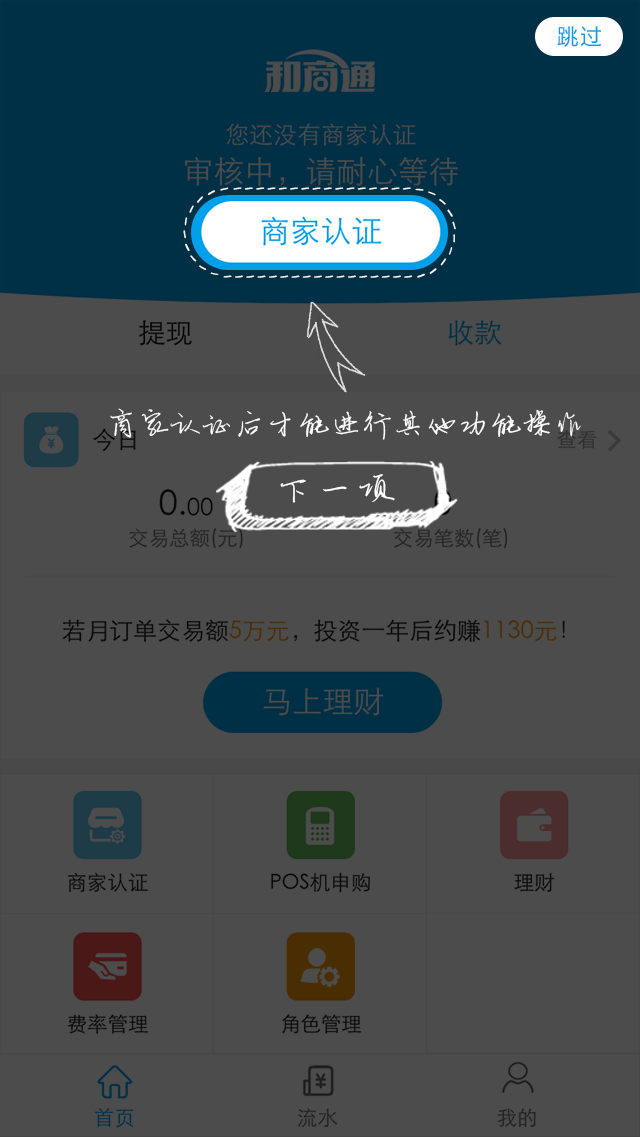 跳过
和商通
您还没有商家认证
审核中，请耐心等待
商家认证
提现
收款
商家认证后才能进行其他功能操作
今日
查看
下一项
0.00
交易总额(元)
交易笔数(笔)
若月订单交易额5万元，投资一年后约赚1130元！
马上理财
商家认证
POS机申购
理财
费率管理
角色管理
首页
流水
我的